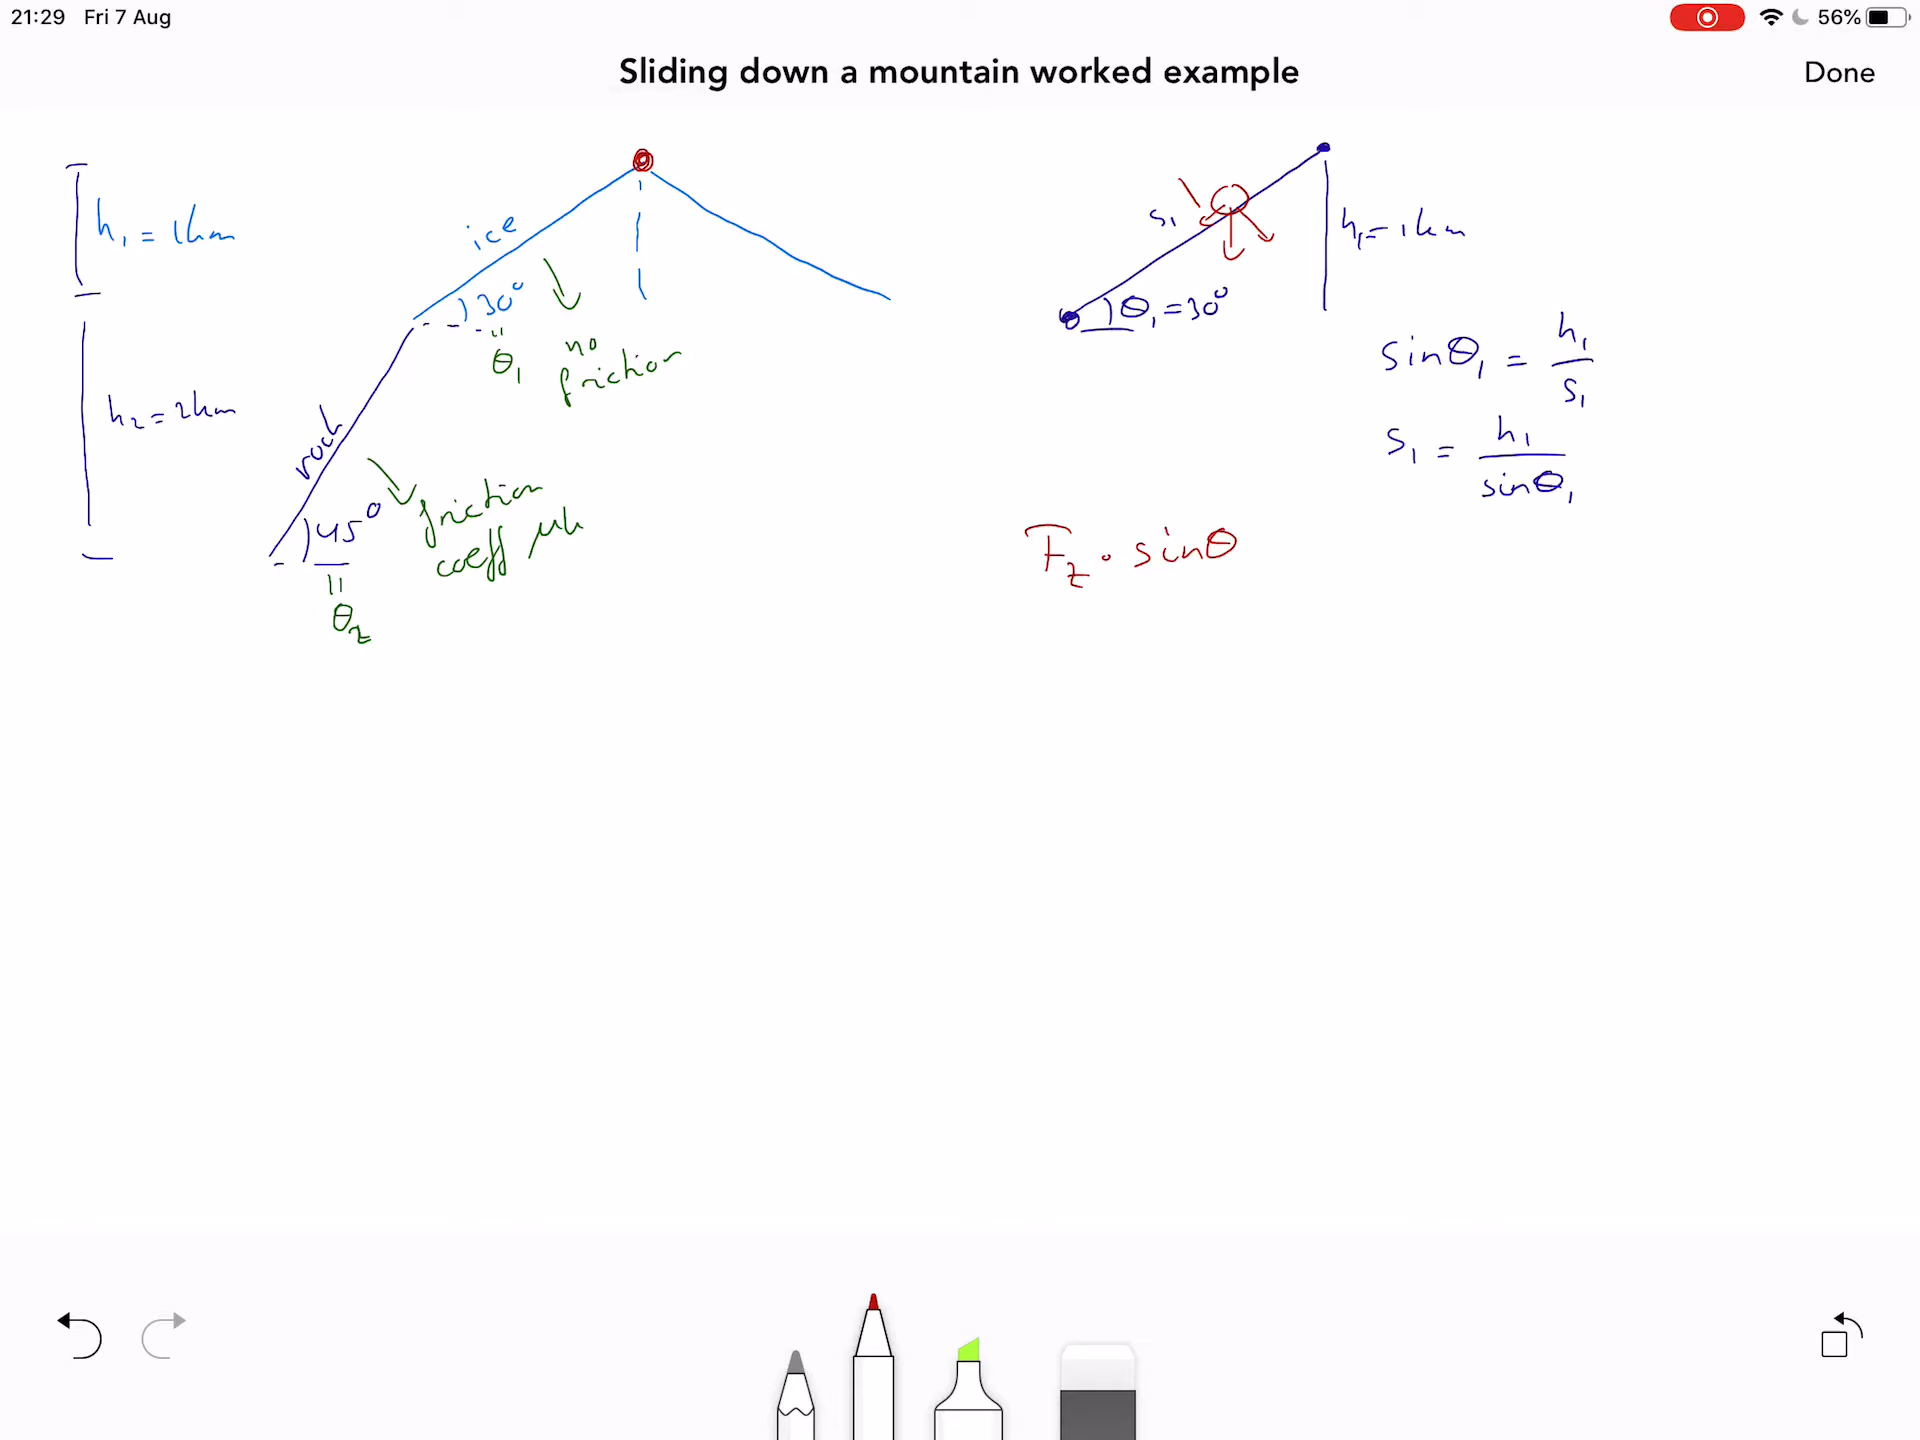 21:29 Fri 7 Aug
56%
Sliding down a mountain worked example
Done
h₁ = 1km
ice
30°
"
θ₁
no
friction
h₂ = 2km
rock
45°
=
θ₂
friction
coeff μk
s₁
h₁ = 1km
θ₁ = 30°
sinθ₁ = h₁/s₁
s₁ = h₁/sinθ₁
F_z · sinθ